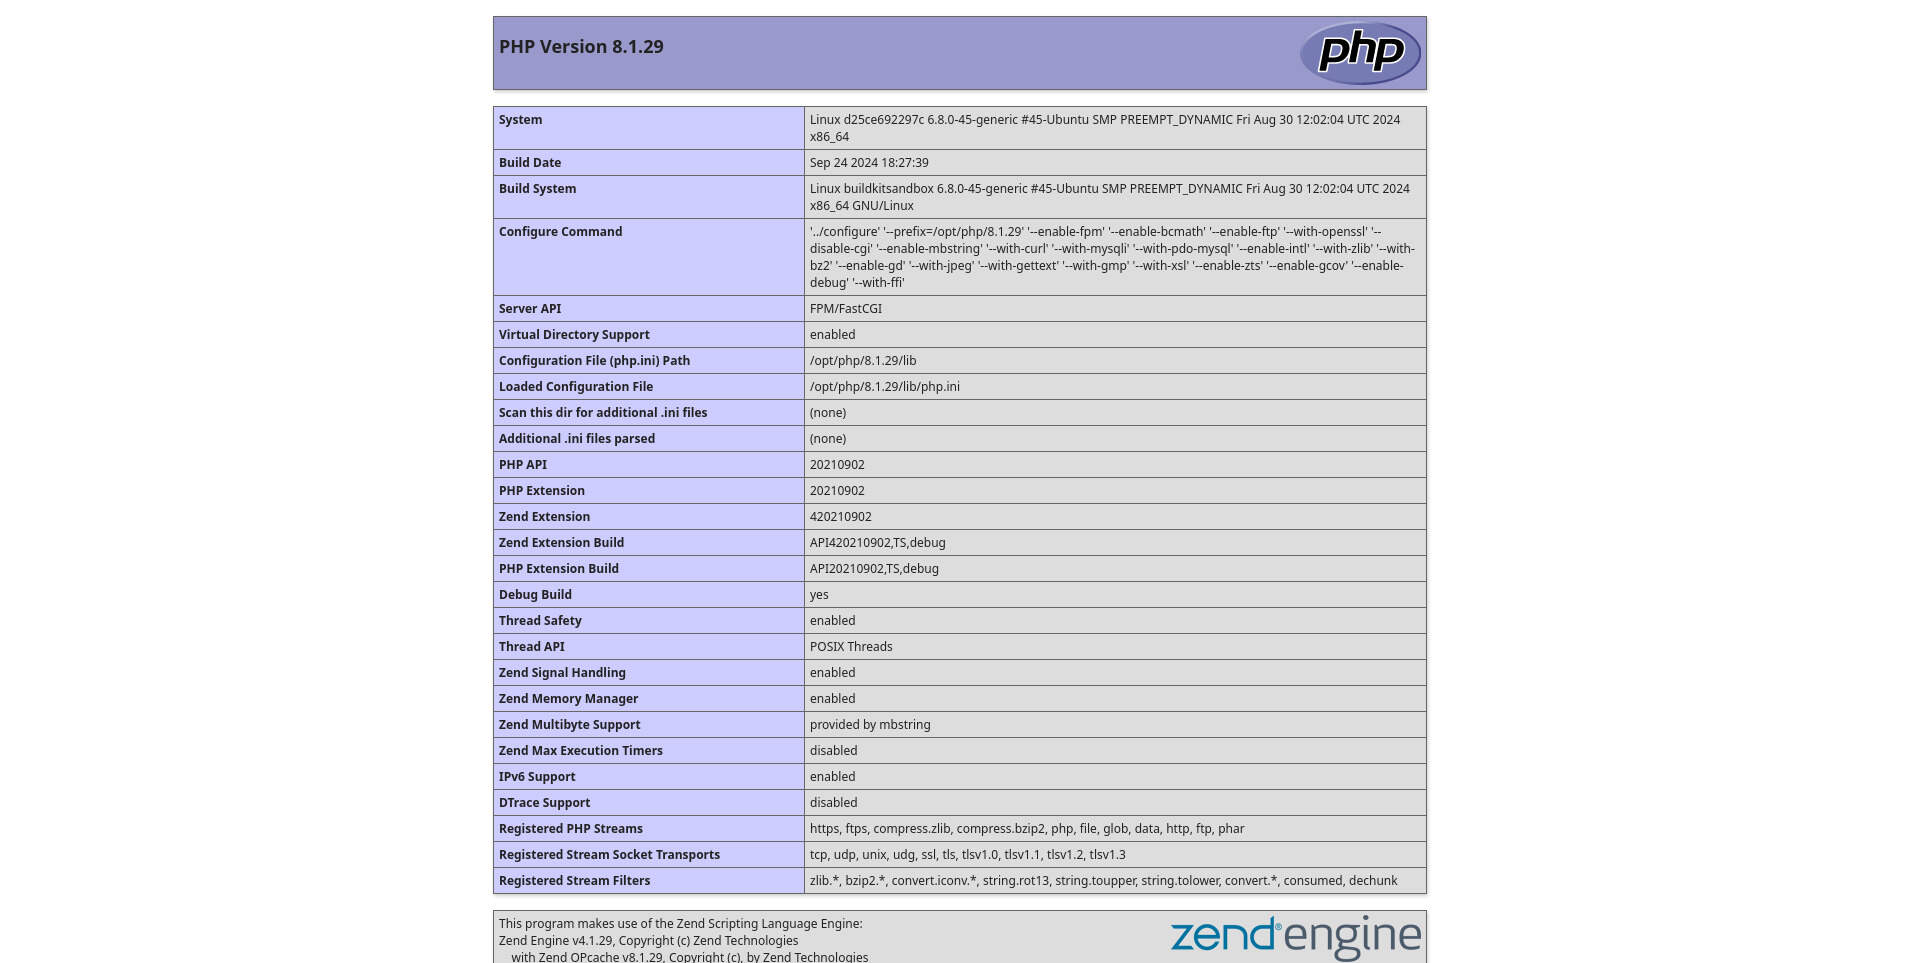 PHP Version 8.1.29
php
System
Linux d25ce692297c 6.8.0-45-generic #45-Ubuntu SMP PREEMPT_DYNAMIC Fri Aug 30 12:02:04 UTC 2024
x86_64
Build Date
Sep 24 2024 18:27:39
Build System
Linux buildkitsandbox 6.8.0-45-generic #45-Ubuntu SMP PREEMPT_DYNAMIC Fri Aug 30 12:02:04 UTC 2024
x86_64 GNU/Linux
Configure Command
'../configure' '--prefix=/opt/php/8.1.29' '--enable-fpm' '--enable-bcmath' '--enable-ftp' '--with-openssl' '--
disable-cgi' '--enable-mbstring' '--with-curl' '--with-mysqli' '--with-pdo-mysql' '--enable-intl' '--with-zlib' '--with-
bz2' '--enable-gd' '--with-jpeg' '--with-gettext' '--with-gmp' '--with-xsl' '--enable-zts' '--enable-gcov' '--enable-
debug' '--with-ffi'
Server API
FPM/FastCGI
Virtual Directory Support
enabled
Configuration File (php.ini) Path
/opt/php/8.1.29/lib
Loaded Configuration File
/opt/php/8.1.29/lib/php.ini
Scan this dir for additional .ini files
(none)
Additional .ini files parsed
(none)
PHP API
20210902
PHP Extension
20210902
Zend Extension
420210902
Zend Extension Build
API420210902,TS,debug
PHP Extension Build
API20210902,TS,debug
Debug Build
yes
Thread Safety
enabled
Thread API
POSIX Threads
Zend Signal Handling
enabled
Zend Memory Manager
enabled
Zend Multibyte Support
provided by mbstring
Zend Max Execution Timers
disabled
IPv6 Support
enabled
DTrace Support
disabled
Registered PHP Streams
https, ftps, compress.zlib, compress.bzip2, php, file, glob, data, http, ftp, phar
Registered Stream Socket Transports
tcp, udp, unix, udg, ssl, tls, tlsv1.0, tlsv1.1, tlsv1.2, tlsv1.3
Registered Stream Filters
zlib.*, bzip2.*, convert.iconv.*, string.rot13, string.toupper, string.tolower, convert.*, consumed, dechunk
This program makes use of the Zend Scripting Language Engine:
Zend Engine v4.1.29, Copyright (c) Zend Technologies
with Zend OPcache v8.1.29, Copyright (c), by Zend Technologies
zend® engine